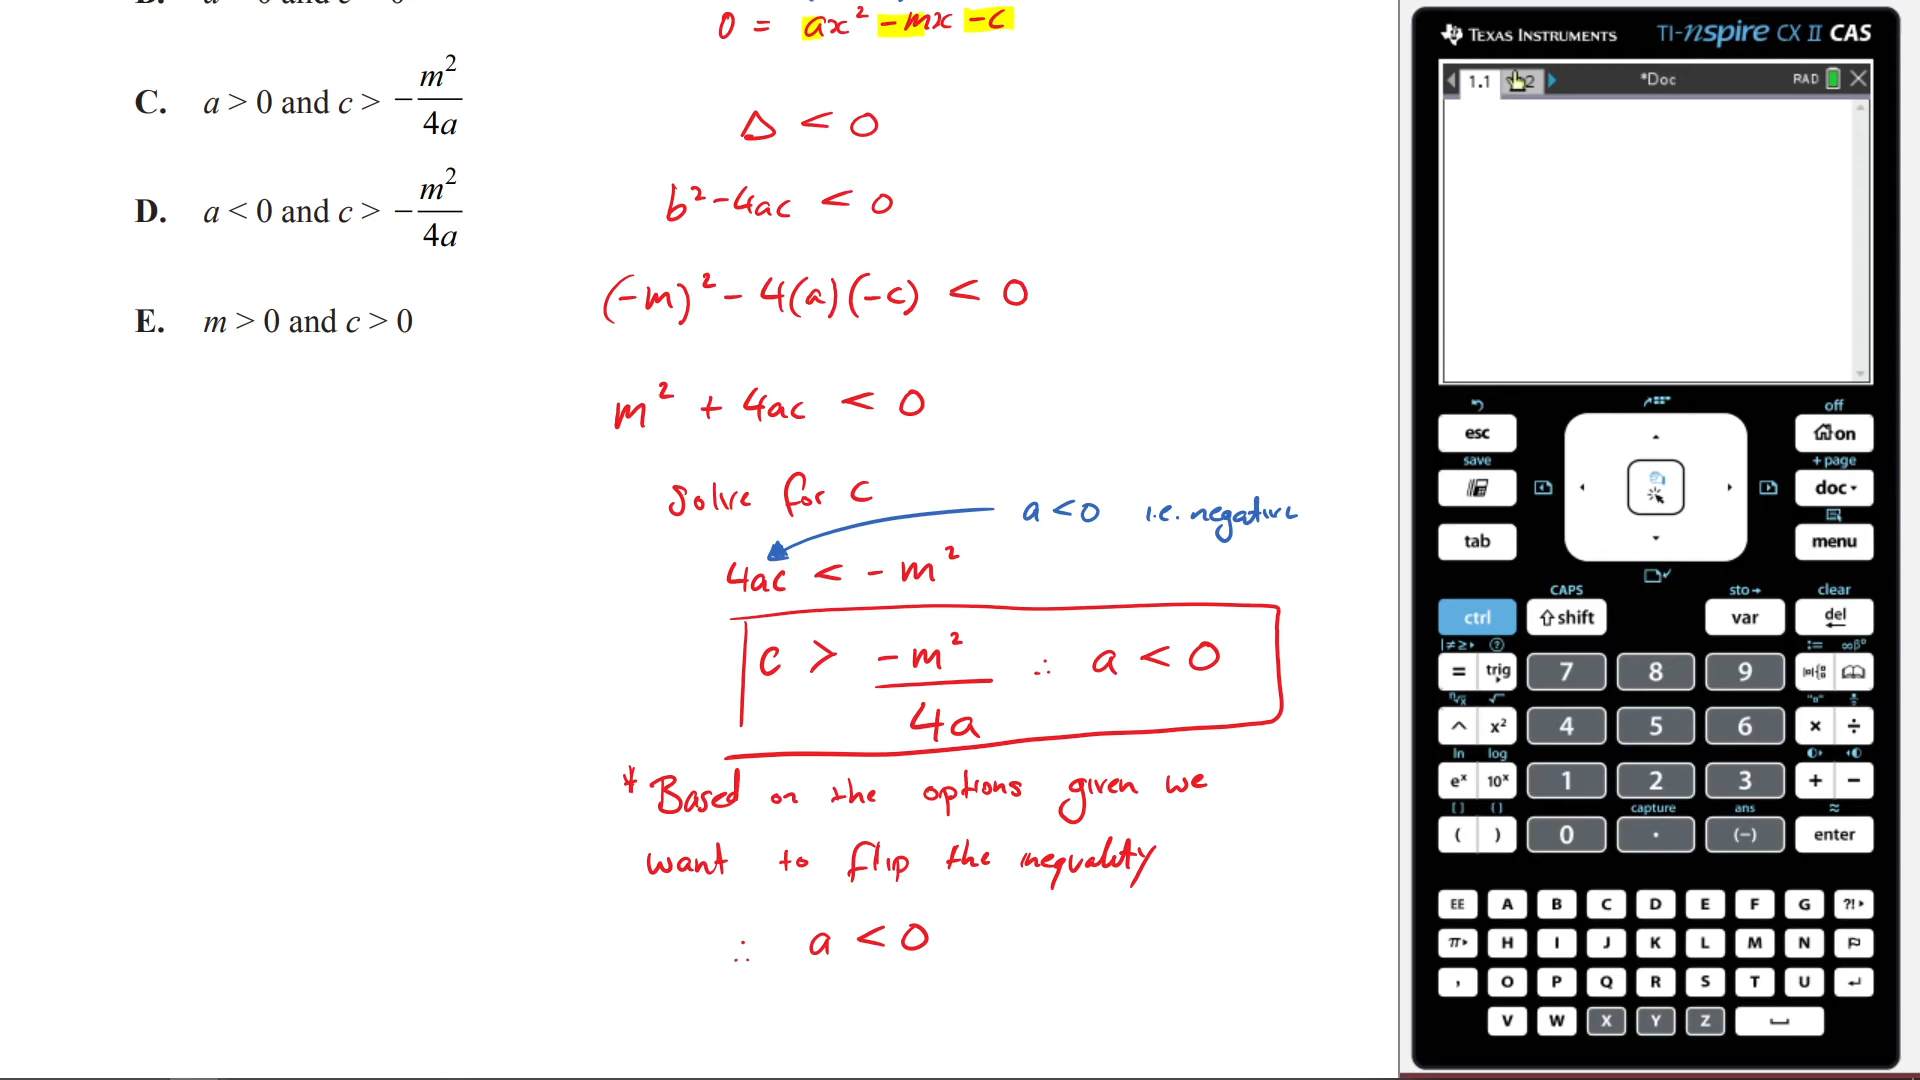 0 = ax² - mx - c
C. a > 0 and c > -m²/4a
Δ < 0
D. a < 0 and c > -m²/4a
b² - 4ac < 0
(-m)² - 4(a)(-c) < 0
E. m > 0 and c > 0
m² + 4ac < 0
Solve for c
a < 0 i.e. negative
4ac < -m²
c > -m²/4a ∴ a < 0
* Based on the options given we
want to flip the inequality
∴ a < 0
TEXAS INSTRUMENTS TI-nspire CX II CAS
1.1 *Doc RAD
off
esc on
save + page
doc
tab menu
CAPS sto→ clear
ctrl shift var del
= trig 7 8 9
^ x² 4 5 6 × ÷
ln log
eˣ 10ˣ 1 2 3 + −
[ ] { } capture ans ≈
( ) 0 . (−) enter
EE A B C D E F G ?!▸
π▸ H I J K L M N
, O P Q R S T U
V W X Y Z